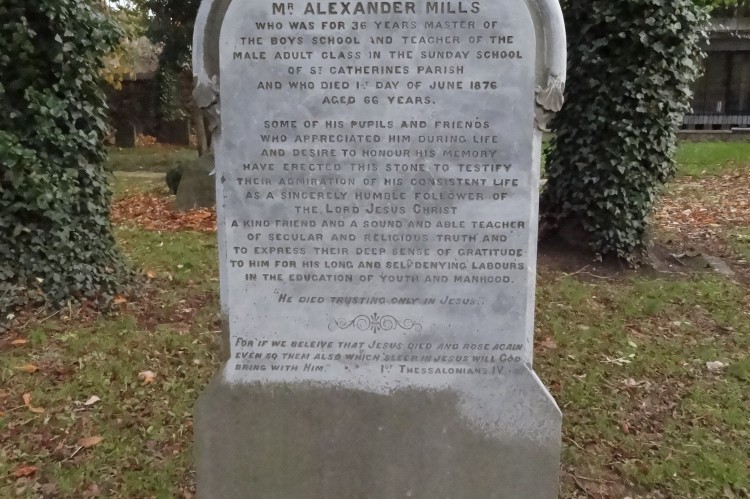 Mr ALEXANDER MILLS
WHO WAS FOR 36 YEARS MASTER OF
THE BOYS SCHOOL AND TEACHER OF THE
MALE ADULT CLASS IN THE SUNDAY SCHOOL
OF St CATHERINES PARISH
AND WHO DIED 1st DAY OF JUNE 1876
AGED 66 YEARS.
SOME OF HIS PUPILS AND FRIENDS
WHO APPRECIATED HIM DURING LIFE
AND DESIRE TO HONOUR HIS MEMORY
HAVE ERECTED THIS STONE TO TESTIFY
THEIR ADMIRATION OF HIS CONSISTENT LIFE
AS A SINCERELY HUMBLE FOLLOWER OF
THE LORD JESUS CHRIST
A KIND FRIEND AND A SOUND AND ABLE TEACHER
OF SECULAR AND RELIGIOUS TRUTH AND
TO EXPRESS THEIR DEEP SENSE OF GRATITUDE
TO HIM FOR HIS LONG AND SELF DENYING LABOURS
IN THE EDUCATION OF YOUTH AND MANHOOD.
"HE DIED TRUSTING ONLY IN JESUS".
"FOR IF WE BELEIVE THAT JESUS DIED AND ROSE AGAIN
EVEN SO THEM ALSO WHICH SLEEP IN JESUS WILL GOD
BRING WITH HIM." 1st THESSALONIANS IV